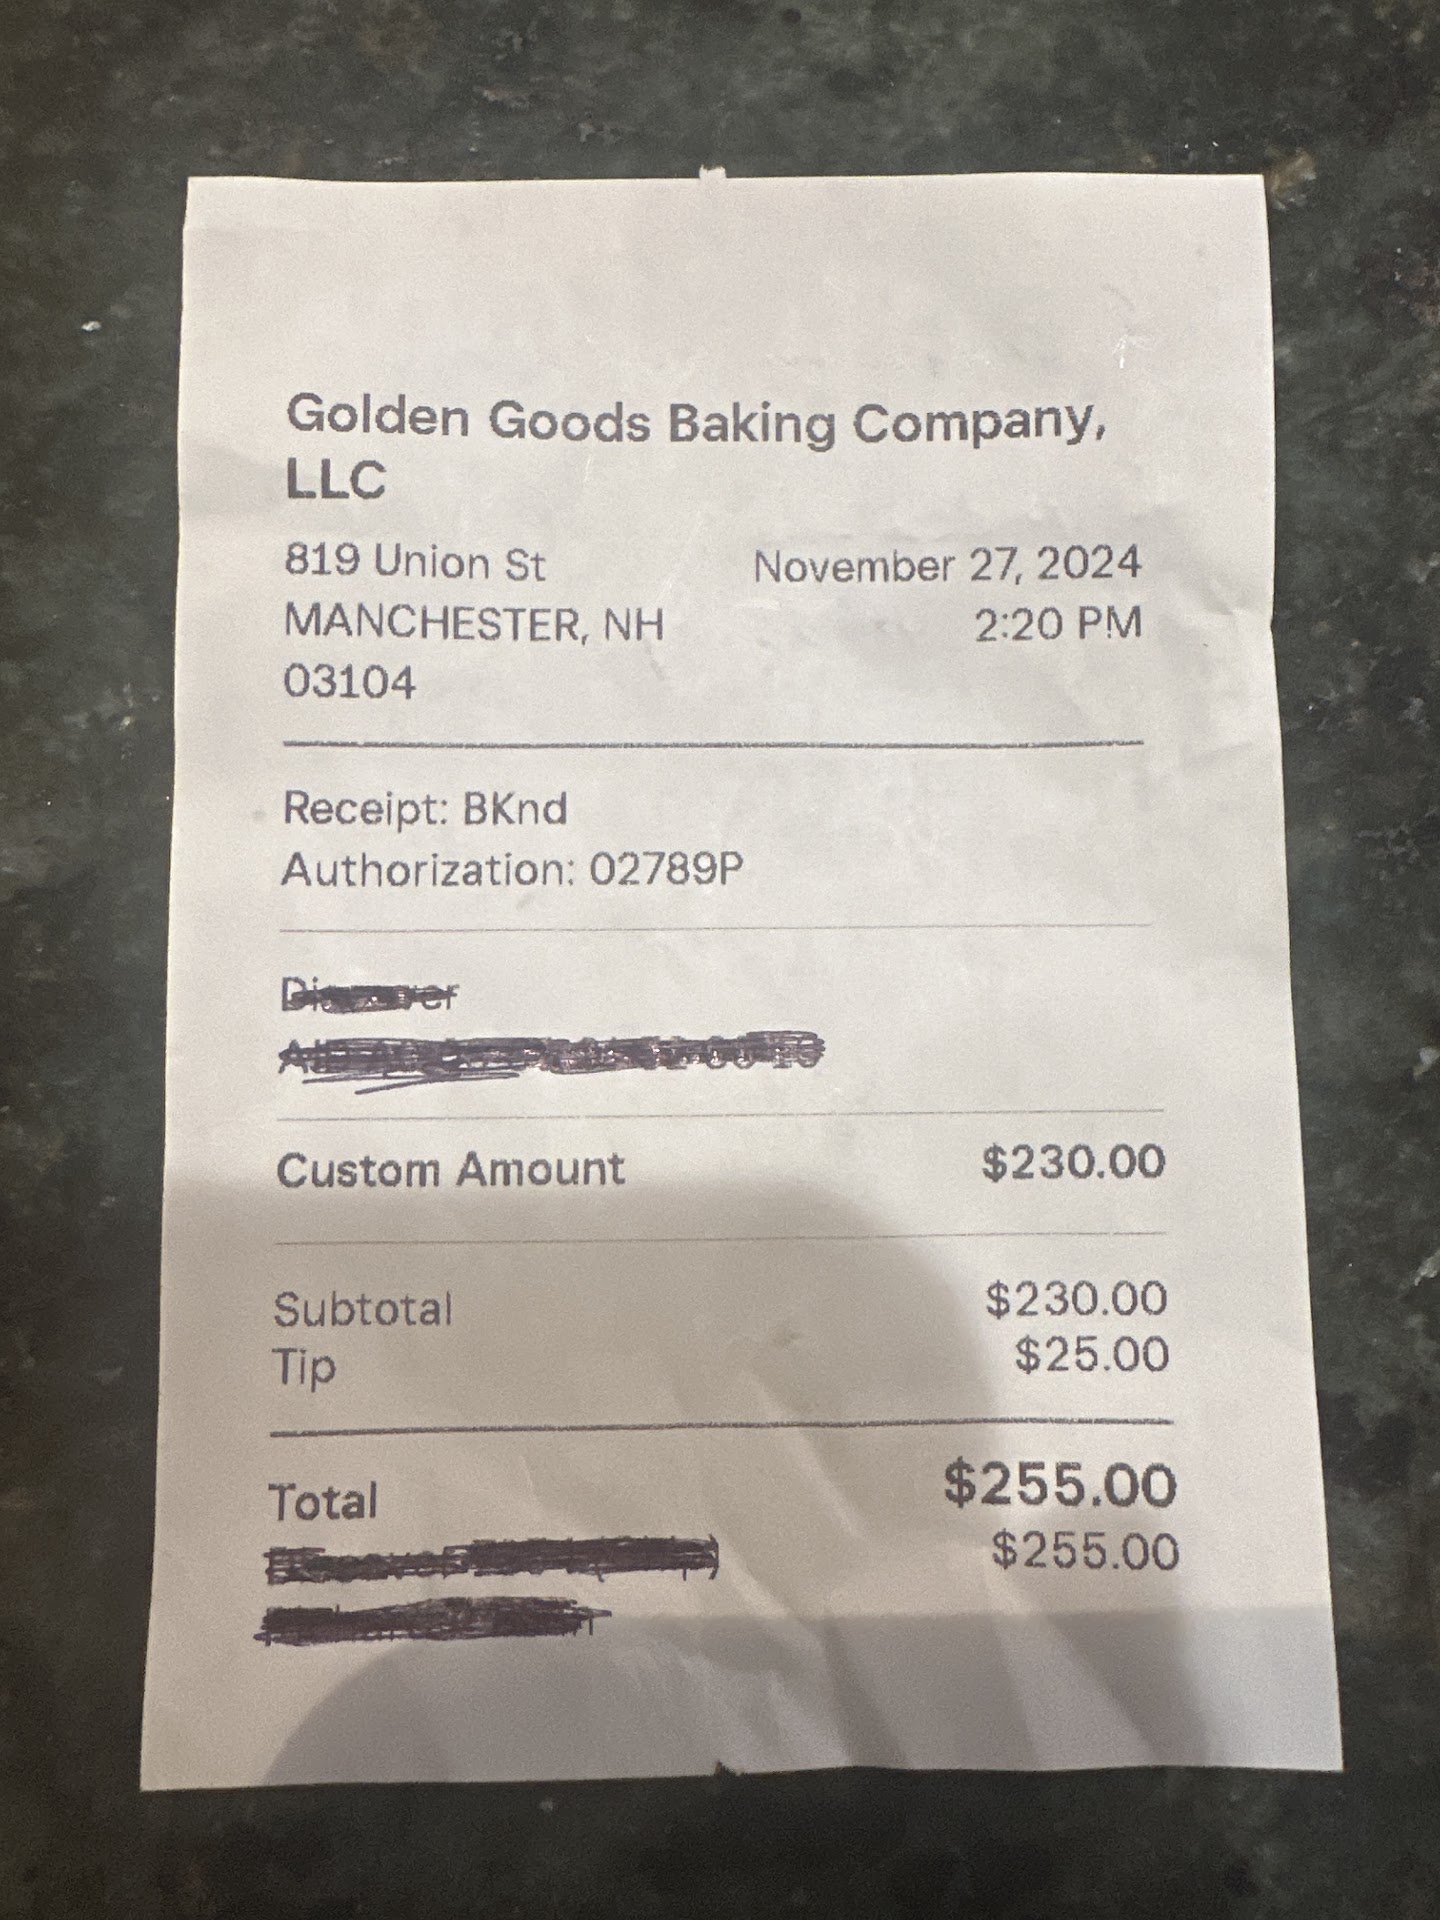 Golden Goods Baking Company,
LLC
819 Union St
November 27, 2024
MANCHESTER, NH
2:20 PM
03104
Receipt: BKnd
Authorization: 02789P
Custom Amount $230.00
Subtotal $230.00
Tip $25.00
Total $255.00
$255.00